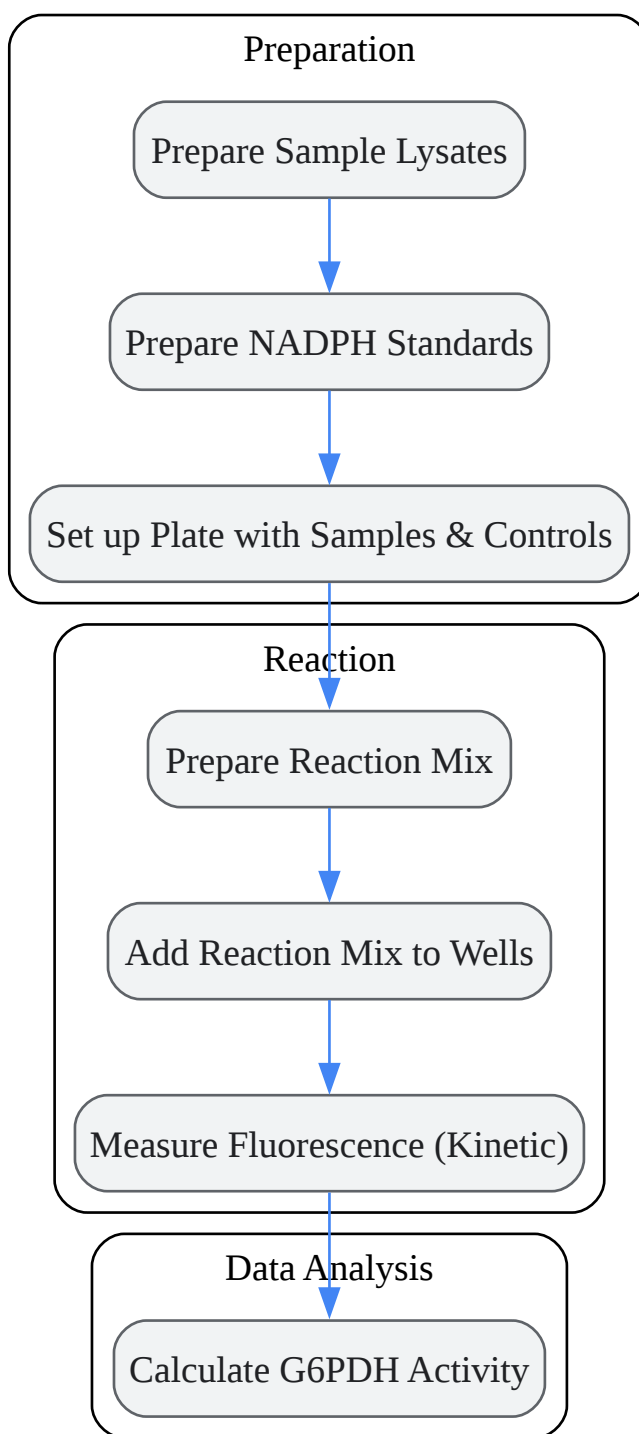 Preparation
Prepare Sample Lysates
Prepare NADPH Standards
Set up Plate with Samples & Controls
Reaction
Prepare Reaction Mix
Add Reaction Mix to Wells
Measure Fluorescence (Kinetic)
Data Analysis
Calculate G6PDH Activity